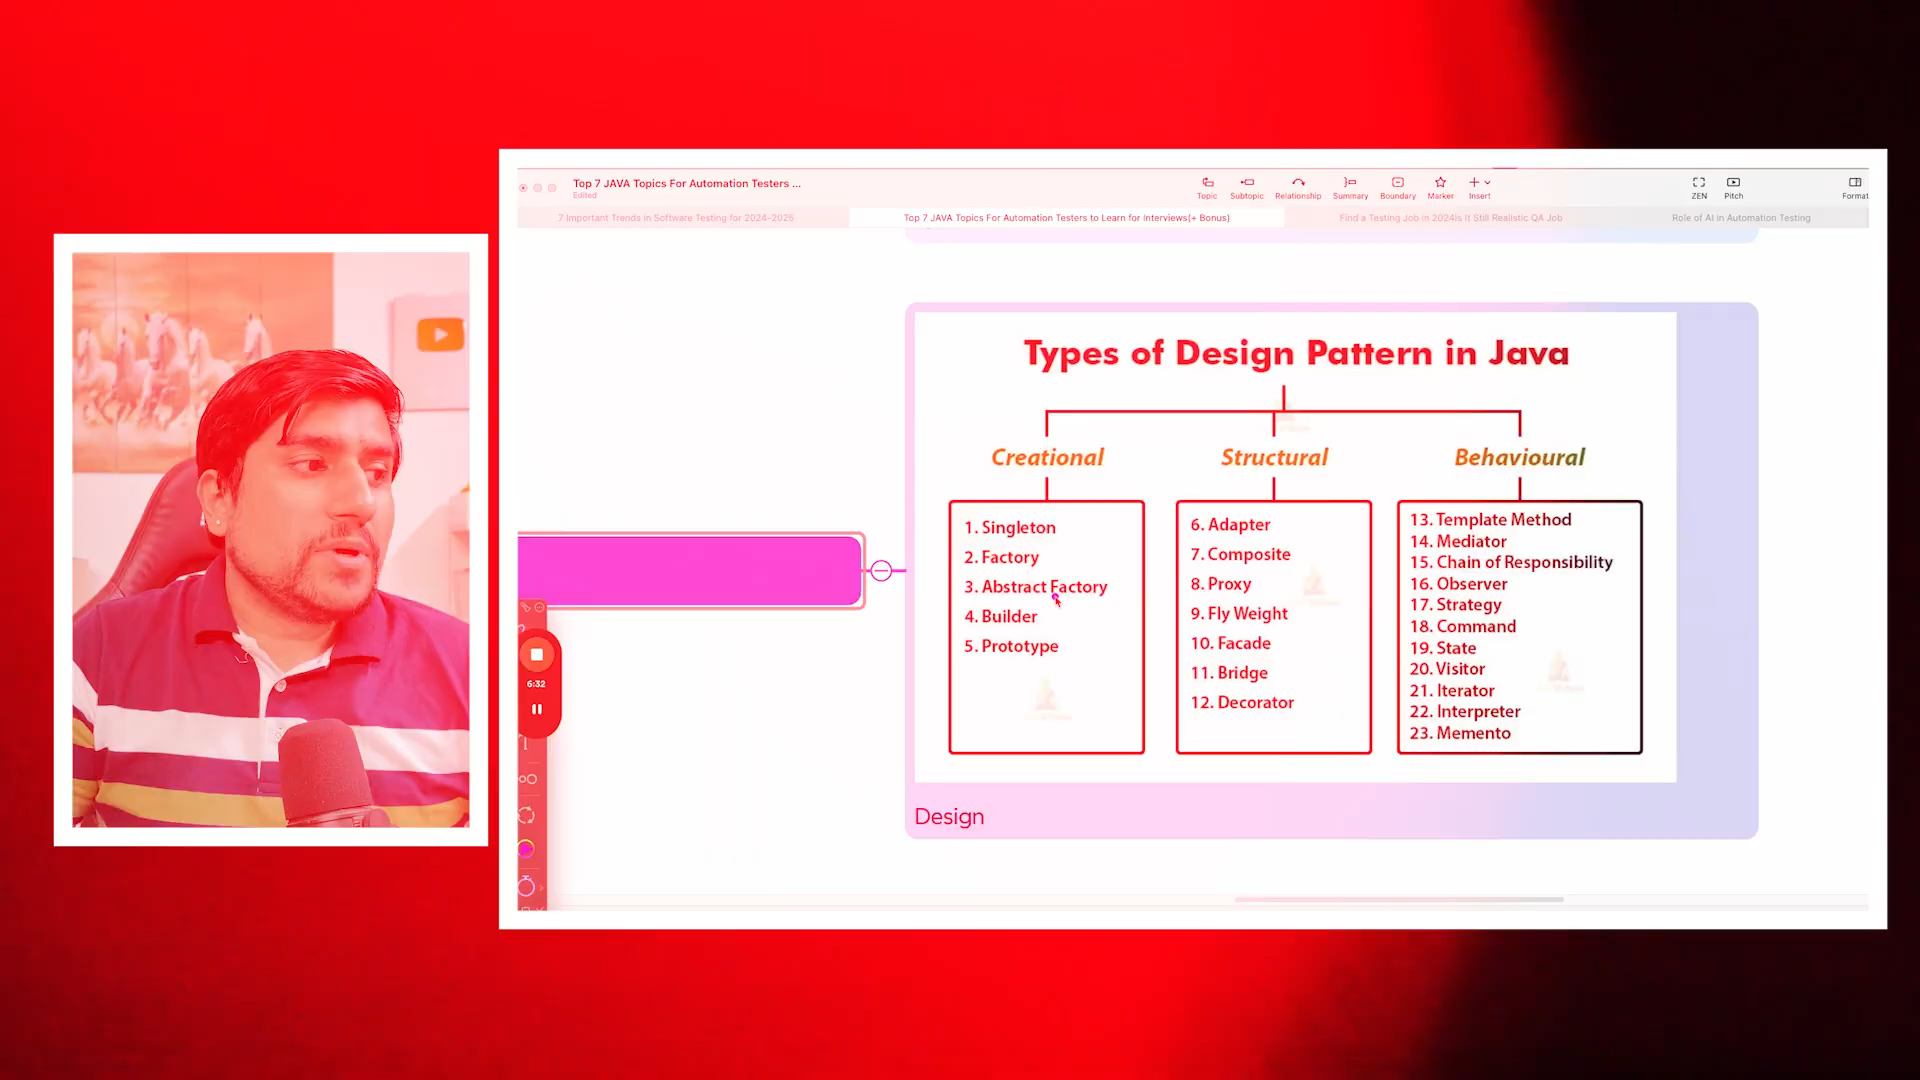 Top 7 JAVA Topics For Automation Testers ...
Edited
Topic
Subtopic
Relationship
Summary
Boundary
Marker
Insert
ZEN
Pitch
Format
7 Important Trends in Software Testing for 2024-2025
Top 7 JAVA Topics For Automation Testers to Learn for Interviews(+ Bonus)
Find a Testing Job in 2024is It Still Realistic QA Job
Role of AI in Automation Testing
Types of Design Pattern in Java
Creational
1. Singleton
2. Factory
3. Abstract Factory
4. Builder
5. Prototype
Structural
6. Adapter
7. Composite
8. Proxy
9. Fly Weight
10. Facade
11. Bridge
12. Decorator
Behavioural
13. Template Method
14. Mediator
15. Chain of Responsibility
16. Observer
17. Strategy
18. Command
19. State
20. Visitor
21. Iterator
22. Interpreter
23. Memento
Design
6:32